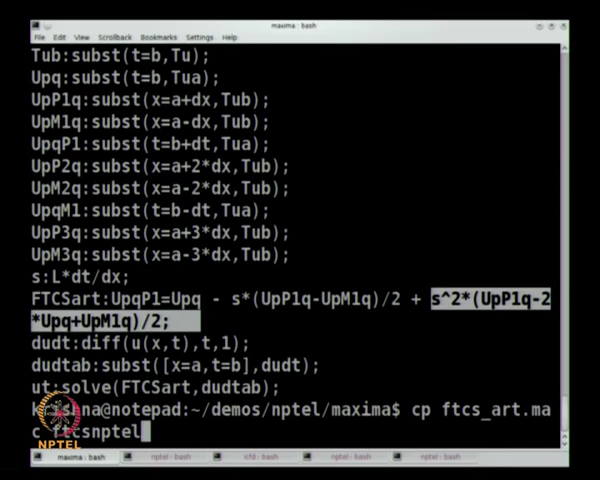 maxima : bash
File Edit View Scrollback Bookmarks Settings Help
Tub:subst(t=b,Tu);
Upq:subst(t=b,Tua);
UpP1q:subst(x=a+dx,Tub);
UpM1q:subst(x=a-dx,Tub);
UpqP1:subst(t=b+dt,Tua);
UpP2q:subst(x=a+2*dx,Tub);
UpM2q:subst(x=a-2*dx,Tub);
UpqM1:subst(t=b-dt,Tua);
UpP3q:subst(x=a+3*dx,Tub);
UpM3q:subst(x=a-3*dx,Tub);
s:L*dt/dx;
FTCSart:UpqP1=Upq - s*(UpP1q-UpM1q)/2 + s^2*(UpP1q-2
*Upq+UpM1q)/2;
dudt:diff(u(x,t),t,1);
dudtab:subst([x=a,t=b],dudt);
ut:solve(FTCSart,dudtab);
krishna@notepad:~/demos/nptel/maxima$ cp ftcs_art.ma
c ftcsnptel
NPTEL
maxima : bash nptel : bash icfd : bash nptel : bash nptel : bash